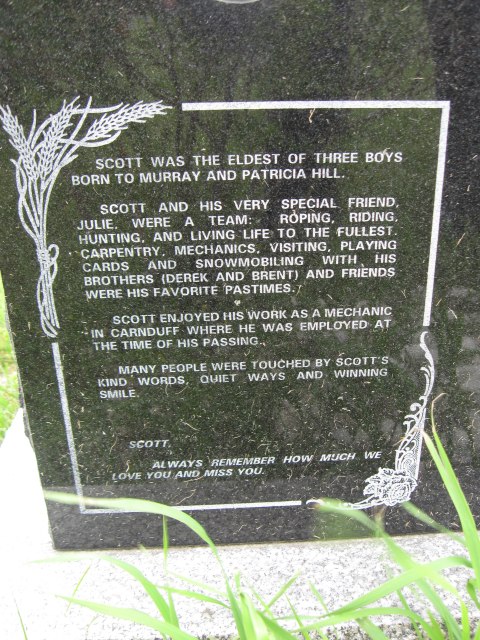 SCOTT WAS THE ELDEST OF THREE BOYS
BORN TO MURRAY AND PATRICIA HILL.
SCOTT AND HIS VERY SPECIAL FRIEND,
JULIE, WERE A TEAM: ROPING, RIDING,
HUNTING, AND LIVING LIFE TO THE FULLEST.
CARPENTRY, MECHANICS, VISITING, PLAYING
CARDS AND SNOWMOBILING WITH HIS
BROTHERS (DEREK AND BRENT) AND FRIENDS
WERE HIS FAVORITE PASTIMES.
SCOTT ENJOYED HIS WORK AS A MECHANIC
IN CARNDUFF WHERE HE WAS EMPLOYED AT
THE TIME OF HIS PASSING.
MANY PEOPLE WERE TOUCHED BY SCOTT'S
KIND WORDS, QUIET WAYS AND WINNING
SMILE.
SCOTT,
ALWAYS REMEMBER HOW MUCH WE
LOVE YOU AND MISS YOU.